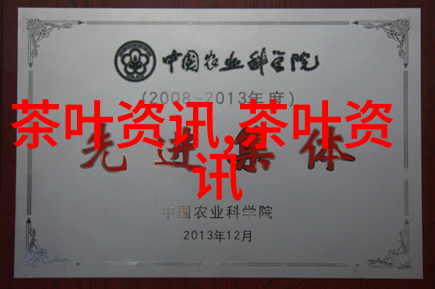 中国农业科学院
(2008-2013年度)
茶叶资讯,茶叶资
讯
先进集体
中国农业科学院
2013年12月